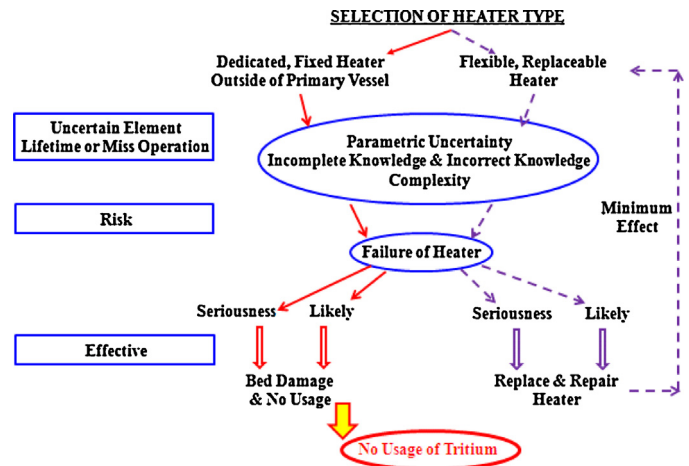 SELECTION OF HEATER TYPE
Dedicated, Fixed Heater
Outside of Primary Vessel
Flexible, Replaceable
Heater
Uncertain Element
Lifetime or Miss Operation
Parametric Uncertainty
Incomplete Knowledge & Incorrect Knowledge
Complexity
Minimum
Effect
Risk
Failure of Heater
Seriousness
Likely
Seriousness
Likely
Effective
Bed Damage
& No Usage
Replace & Repair
Heater
No Usage of Tritium